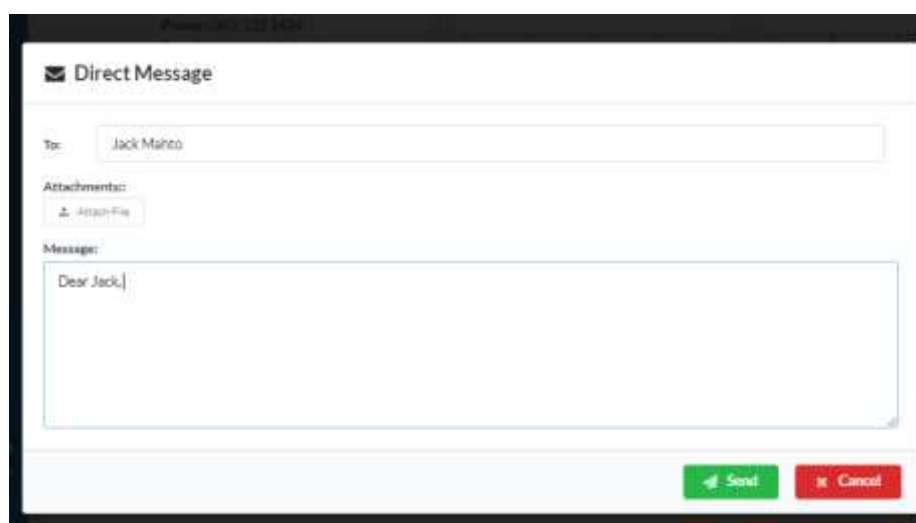 Direct Message
To: Jack Mahto
Attachments::
Attach File
Message:
Dear Jack,
Send
Cancel